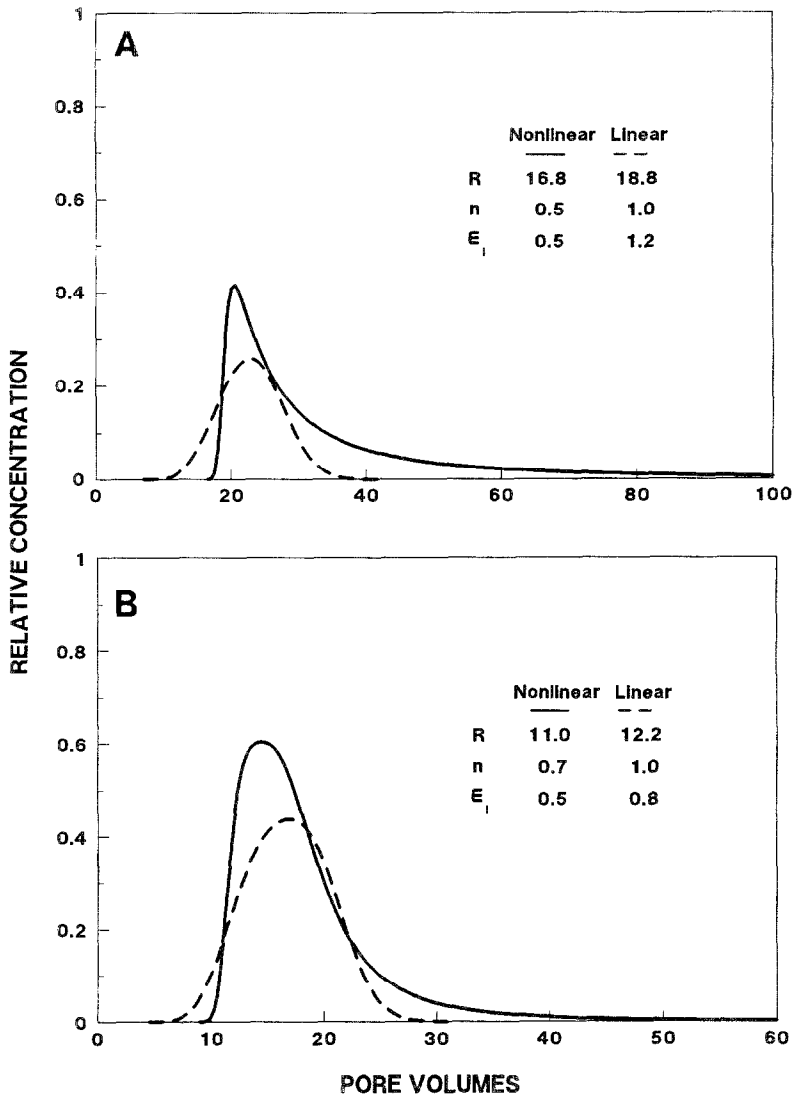 A
1
0.8
0.6
0.4
0.2
0
0 20 40 60 80 100
Nonlinear Linear
R 16.8 18.8
n 0.5 1.0
∈l 0.5 1.2
RELATIVE CONCENTRATION
B
1
0.8
0.6
0.4
0.2
0
0 10 20 30 40 50 60
Nonlinear Linear
R 11.0 12.2
n 0.7 1.0
∈l 0.5 0.8
PORE VOLUMES